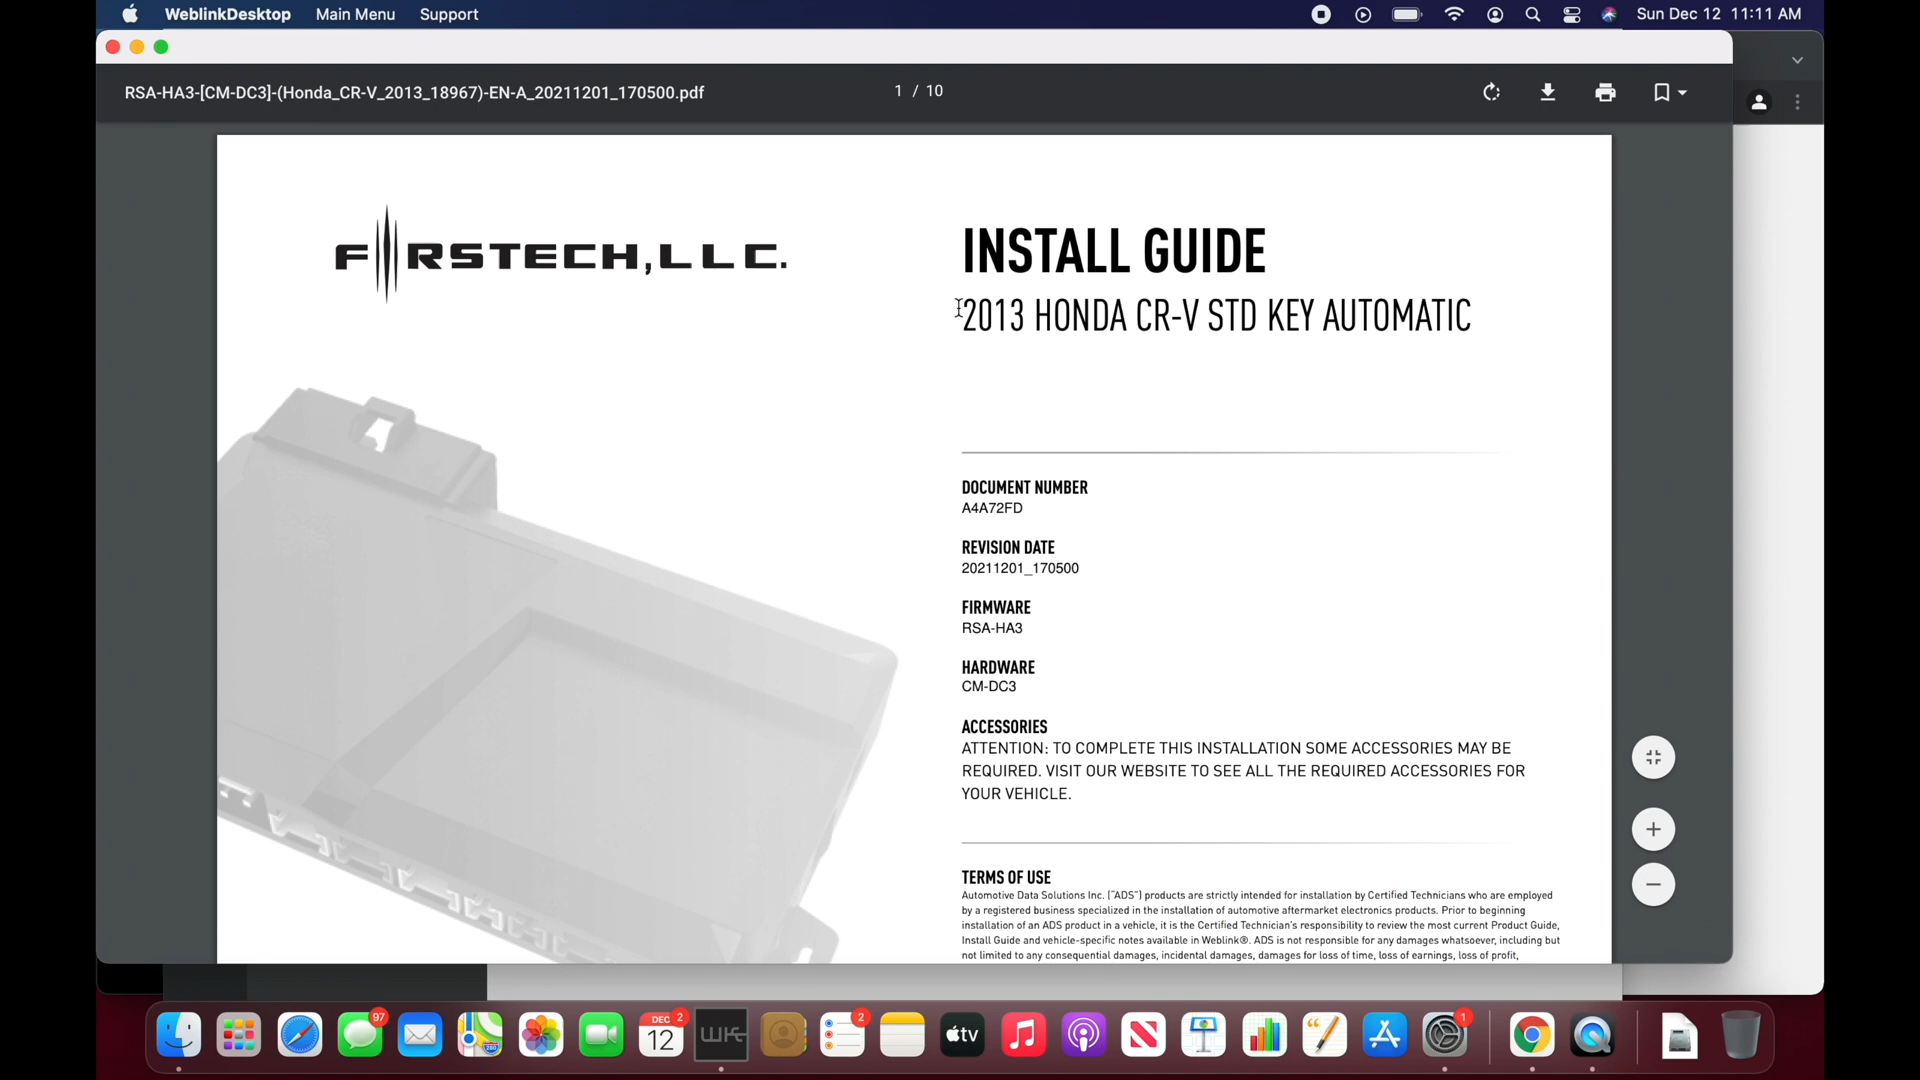 WeblinkDesktop Main Menu Support
Sun Dec 12 11:11 AM
RSA-HA3-[CM-DC3]-(Honda_CR-V_2013_18967)-EN-A_20211201_170500.pdf
1 / 10
FIRSTECH,LLC.
INSTALL GUIDE
2013 HONDA CR-V STD KEY AUTOMATIC
DOCUMENT NUMBER
A4A72FD
REVISION DATE
20211201_170500
FIRMWARE
RSA-HA3
HARDWARE
CM-DC3
ACCESSORIES
ATTENTION: TO COMPLETE THIS INSTALLATION SOME ACCESSORIES MAY BE
REQUIRED. VISIT OUR WEBSITE TO SEE ALL THE REQUIRED ACCESSORIES FOR
YOUR VEHICLE.
TERMS OF USE
Automotive Data Solutions Inc. ("ADS") products are strictly intended for installation by Certified Technicians who are employed
by a registered business specialized in the installation of automotive aftermarket electronics products. Prior to beginning
installation of an ADS product in a vehicle, it is the Certified Technician's responsibility to review the most current Product Guide,
Install Guide and vehicle-specific notes available in Weblink®. ADS is not responsible for any damages whatsoever, including but
not limited to any consequential damages, incidental damages, damages for loss of time, loss of earnings, loss of profit,
97
DEC 2
12
2
tv
1